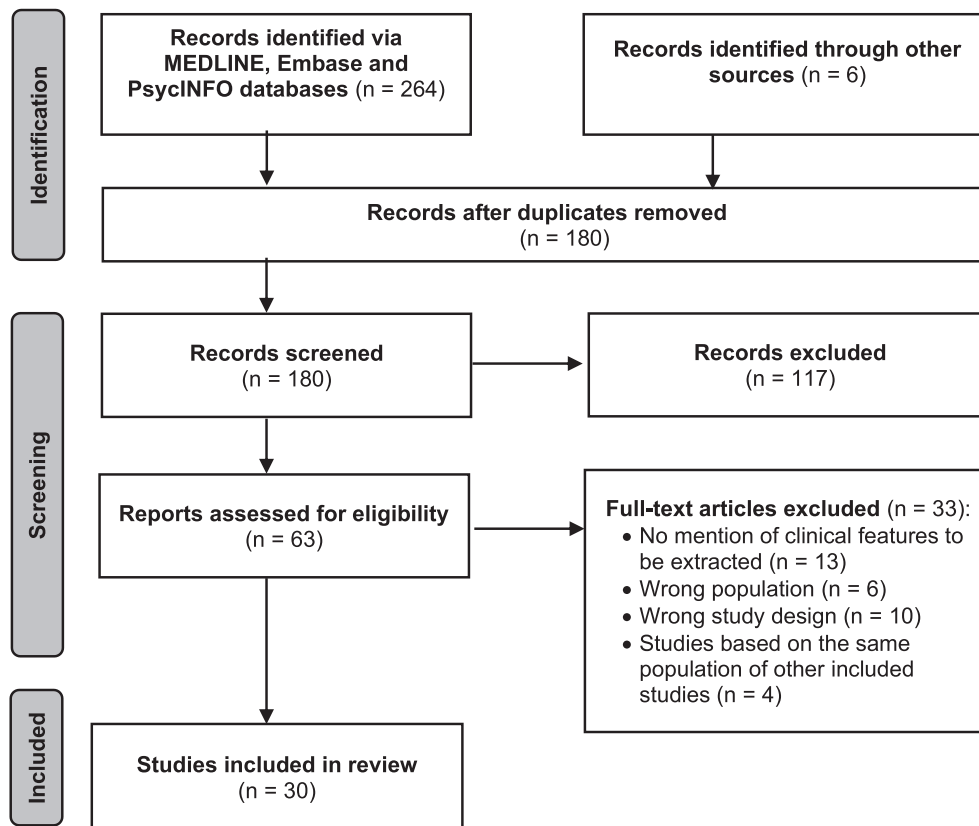 Identification
Records identified via
MEDLINE, Embase and
PsycINFO databases (n = 264)
Records identified through other
sources (n = 6)
Records after duplicates removed
(n = 180)
Screening
Records screened
(n = 180)
Records excluded
(n = 117)
Reports assessed for eligibility
(n = 63)
Full-text articles excluded (n = 33):
• No mention of clinical features to
be extracted (n = 13)
• Wrong population (n = 6)
• Wrong study design (n = 10)
• Studies based on the same
population of other included
studies (n = 4)
Included
Studies included in review
(n = 30)